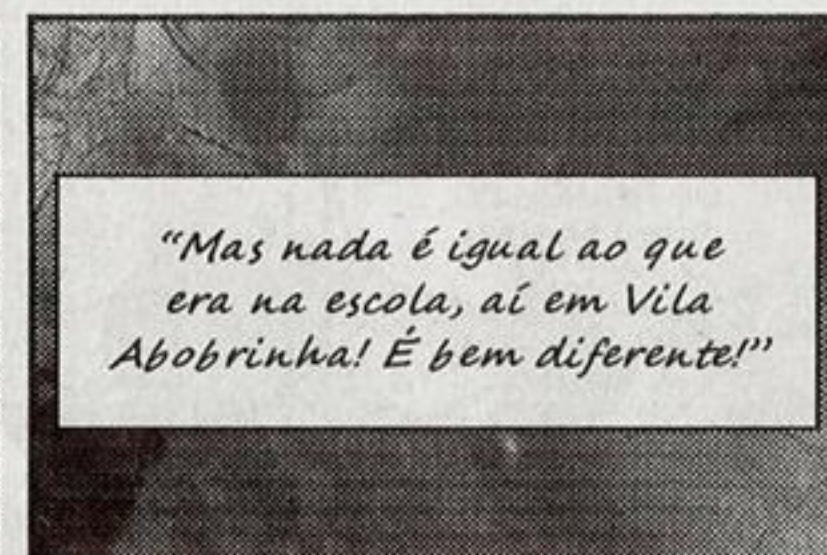 “Mas nada é igual ao que
era na escola, aí em Vila
Abobrinha! É bem diferente!”